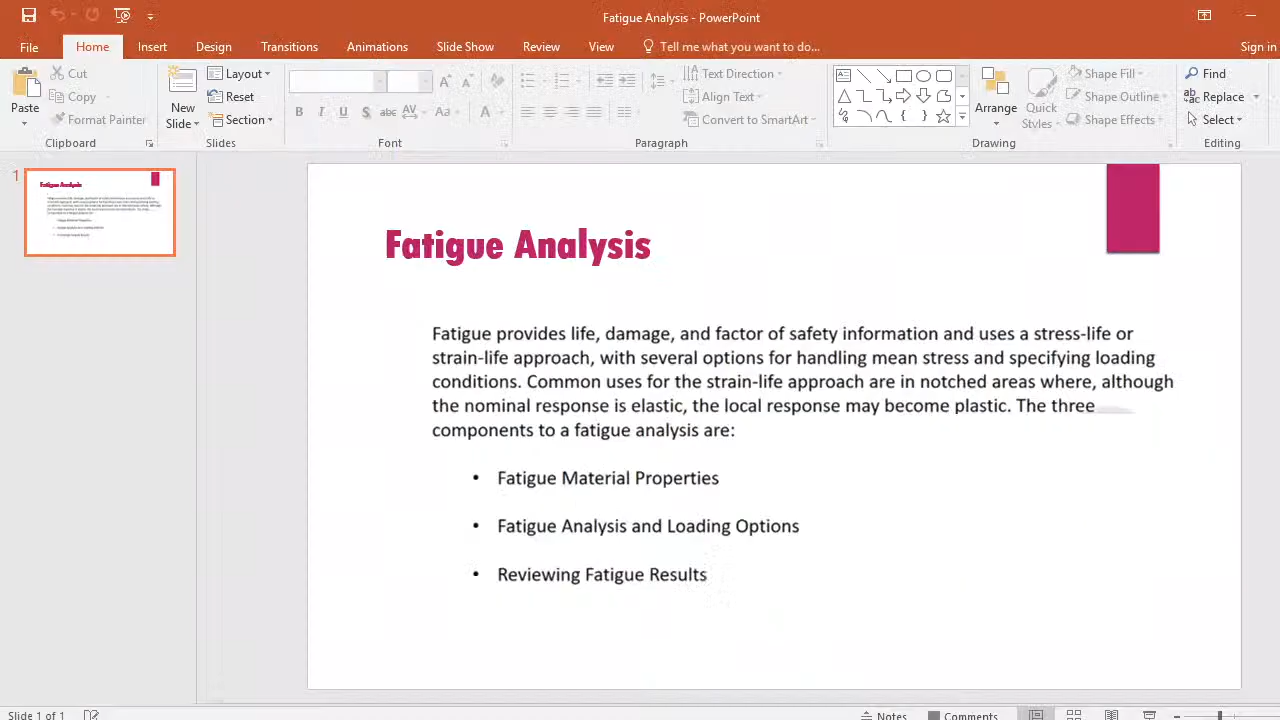 Fatigue Analysis - PowerPoint
File Home Insert Design Transitions Animations Slide Show Review View Tell me what you want to do... Sign in
Paste
Cut
Copy
Format Painter
Clipboard
New
Slide
Layout
Reset
Section
Slides
B I U S abc AV Aa A
Font
Text Direction
Align Text
Convert to SmartArt
Paragraph
Arrange
Quick
Styles
Shape Fill
Shape Outline
Shape Effects
Drawing
Find
Replace
Select
Editing
1
Fatigue Analysis
Fatigue Analysis
Fatigue provides life, damage, and factor of safety information and uses a stress-life or
strain-life approach, with several options for handling mean stress and specifying loading
conditions. Common uses for the strain-life approach are in notched areas where, although
the nominal response is elastic, the local response may become plastic. The three
components to a fatigue analysis are:
• Fatigue Material Properties
• Fatigue Analysis and Loading Options
• Reviewing Fatigue Results
Slide 1 of 1 Notes Comments